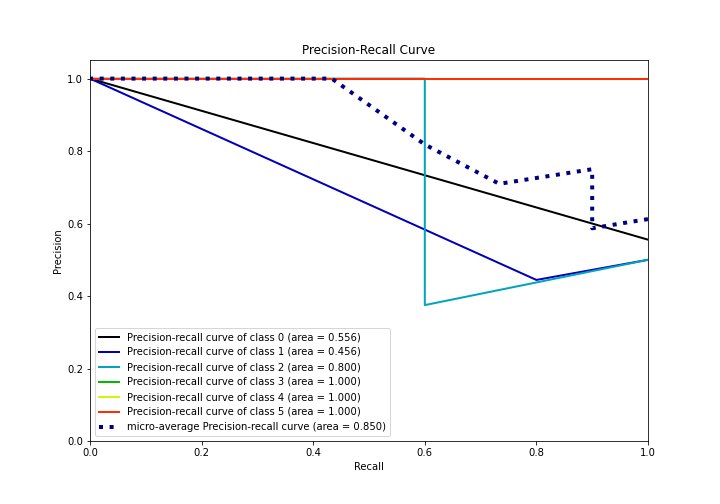 Precision-Recall Curve
Precision
1.0
0.8
0.6
0.4
0.2
0.0
Precision-recall curve of class 0 (area = 0.556)
Precision-recall curve of class 1 (area = 0.456)
Precision-recall curve of class 2 (area = 0.800)
Precision-recall curve of class 3 (area = 1.000)
Precision-recall curve of class 4 (area = 1.000)
Precision-recall curve of class 5 (area = 1.000)
micro-average Precision-recall curve (area = 0.850)
0.0 0.2 0.4 0.6 0.8 1.0
Recall